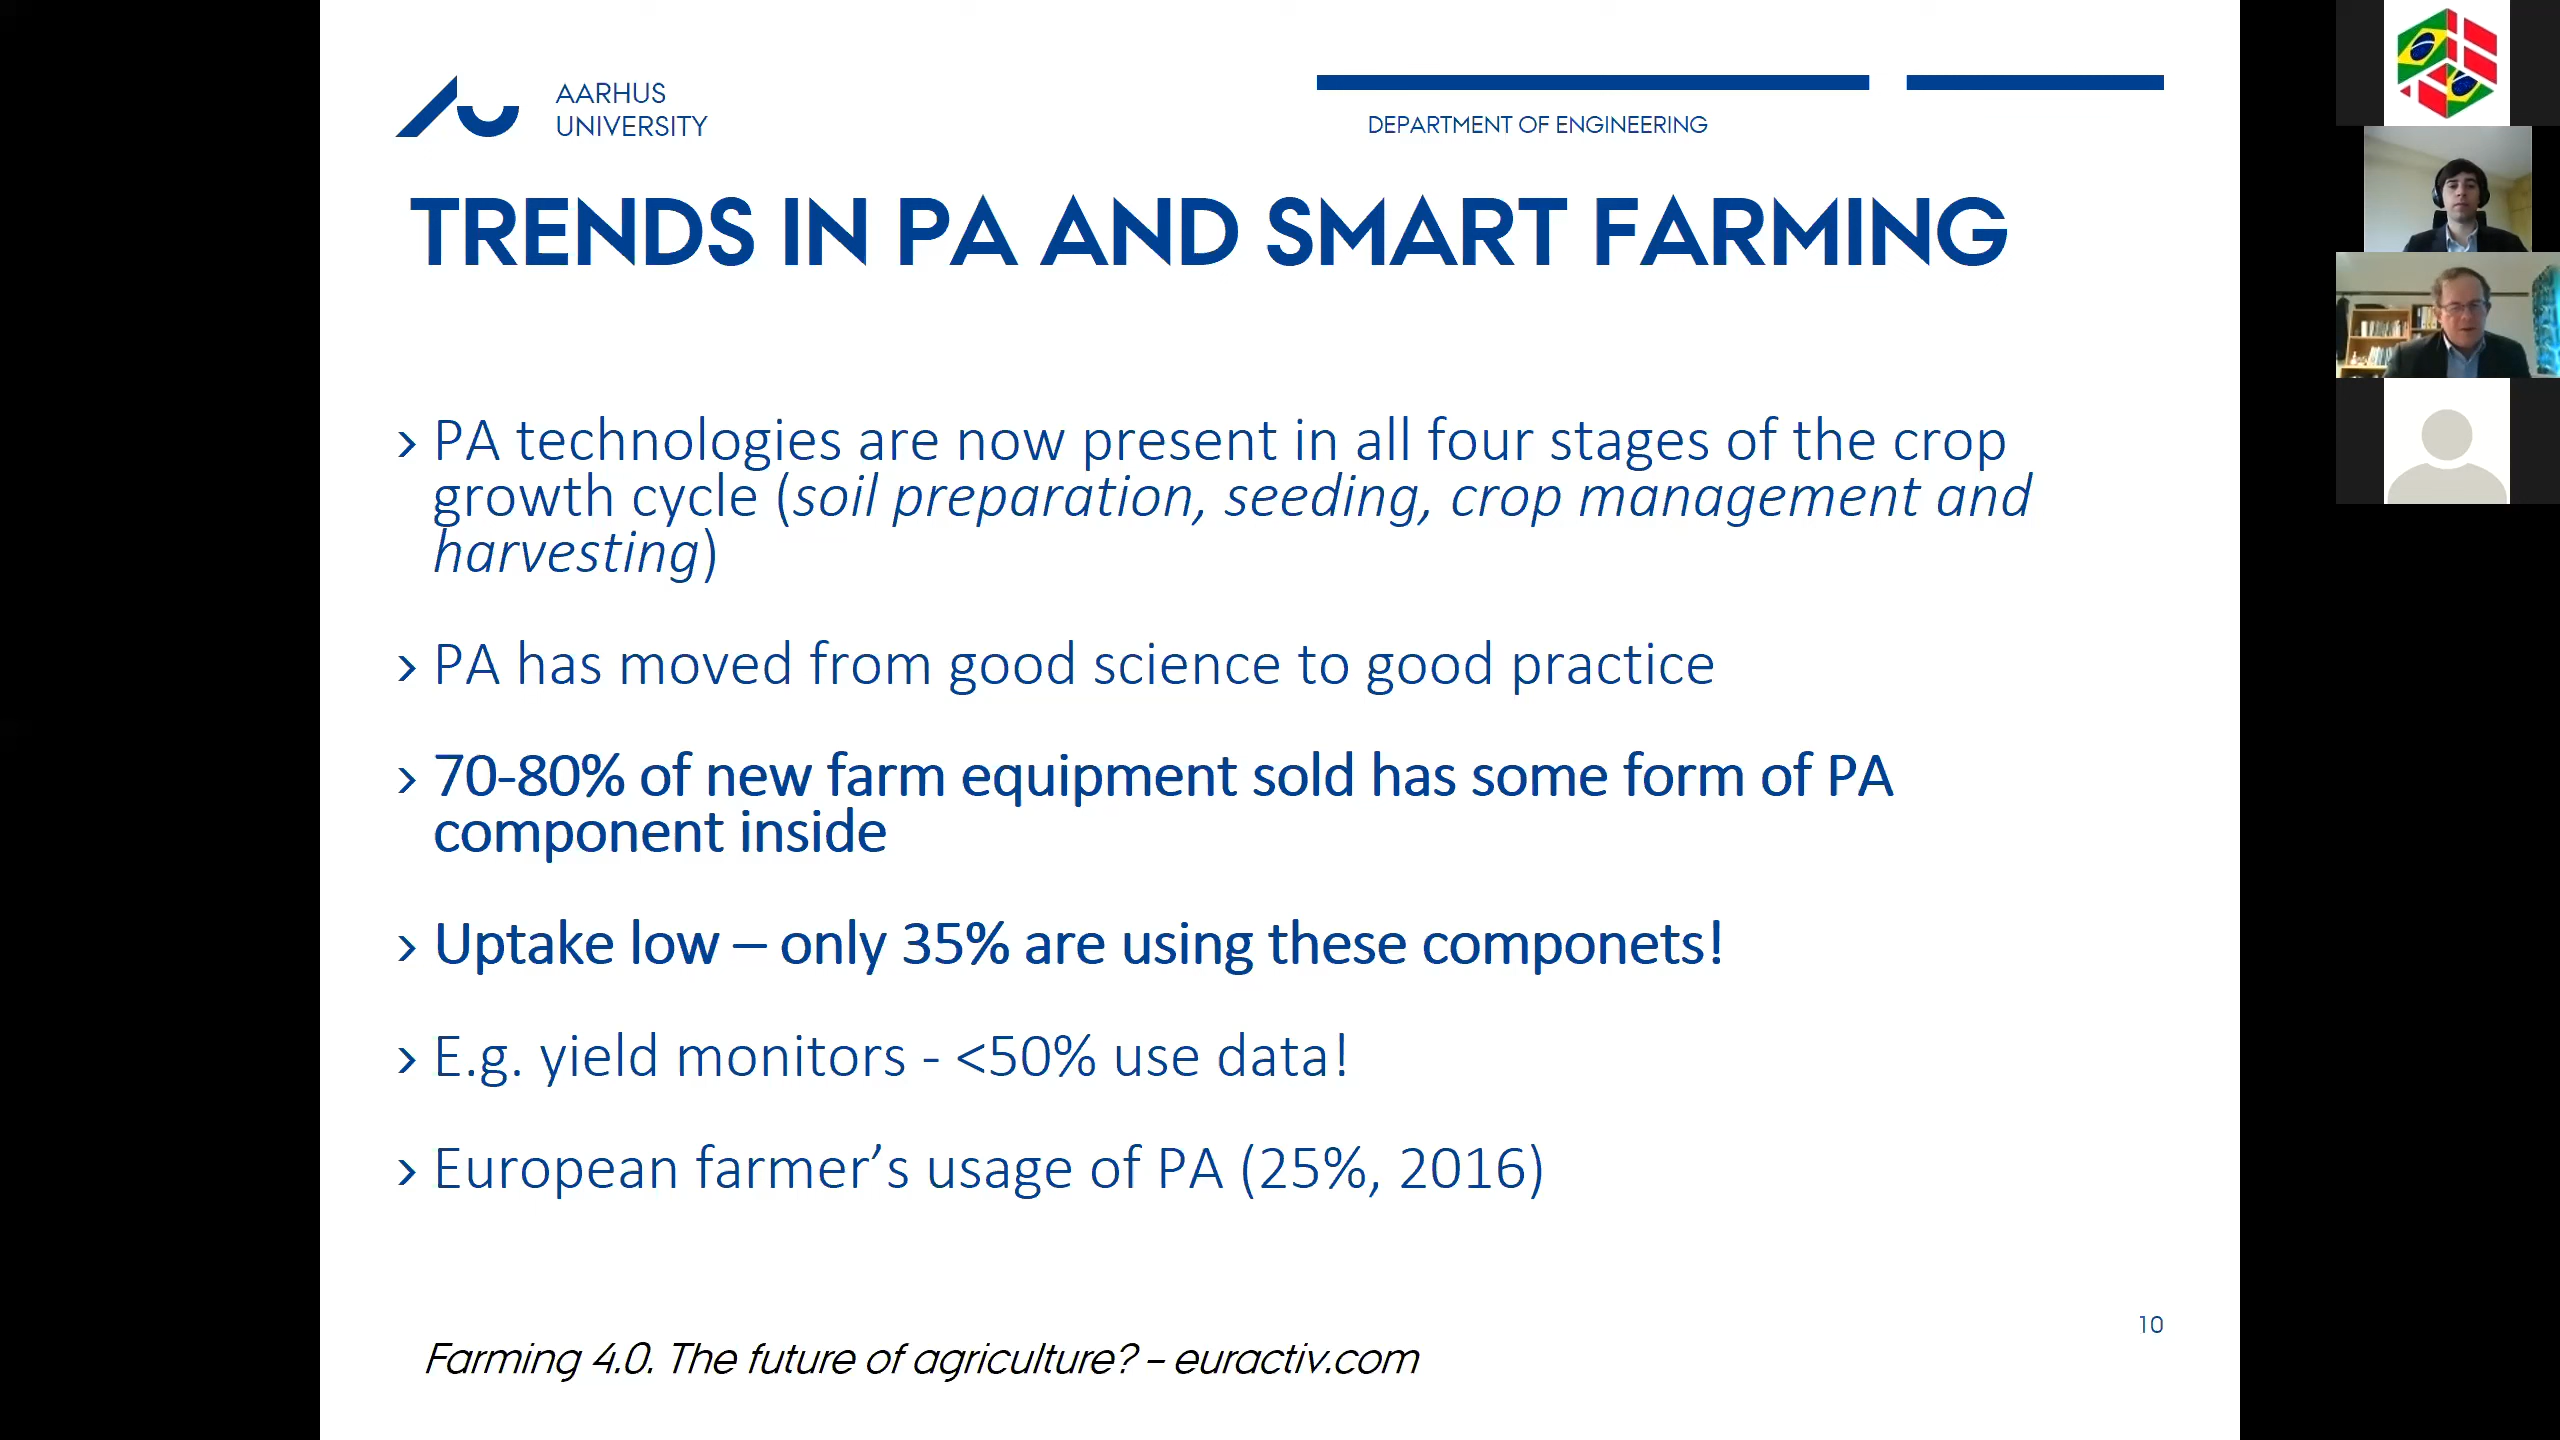 AARHUS
UNIVERSITY
DEPARTMENT OF ENGINEERING
TRENDS IN PA AND SMART FARMING
› PA technologies are now present in all four stages of the crop
growth cycle (soil preparation, seeding, crop management and
harvesting)
› PA has moved from good science to good practice
› 70-80% of new farm equipment sold has some form of PA
component inside
› Uptake low – only 35% are using these componets!
› E.g. yield monitors - <50% use data!
› European farmer’s usage of PA (25%, 2016)
10
Farming 4.0. The future of agriculture? – euractiv.com